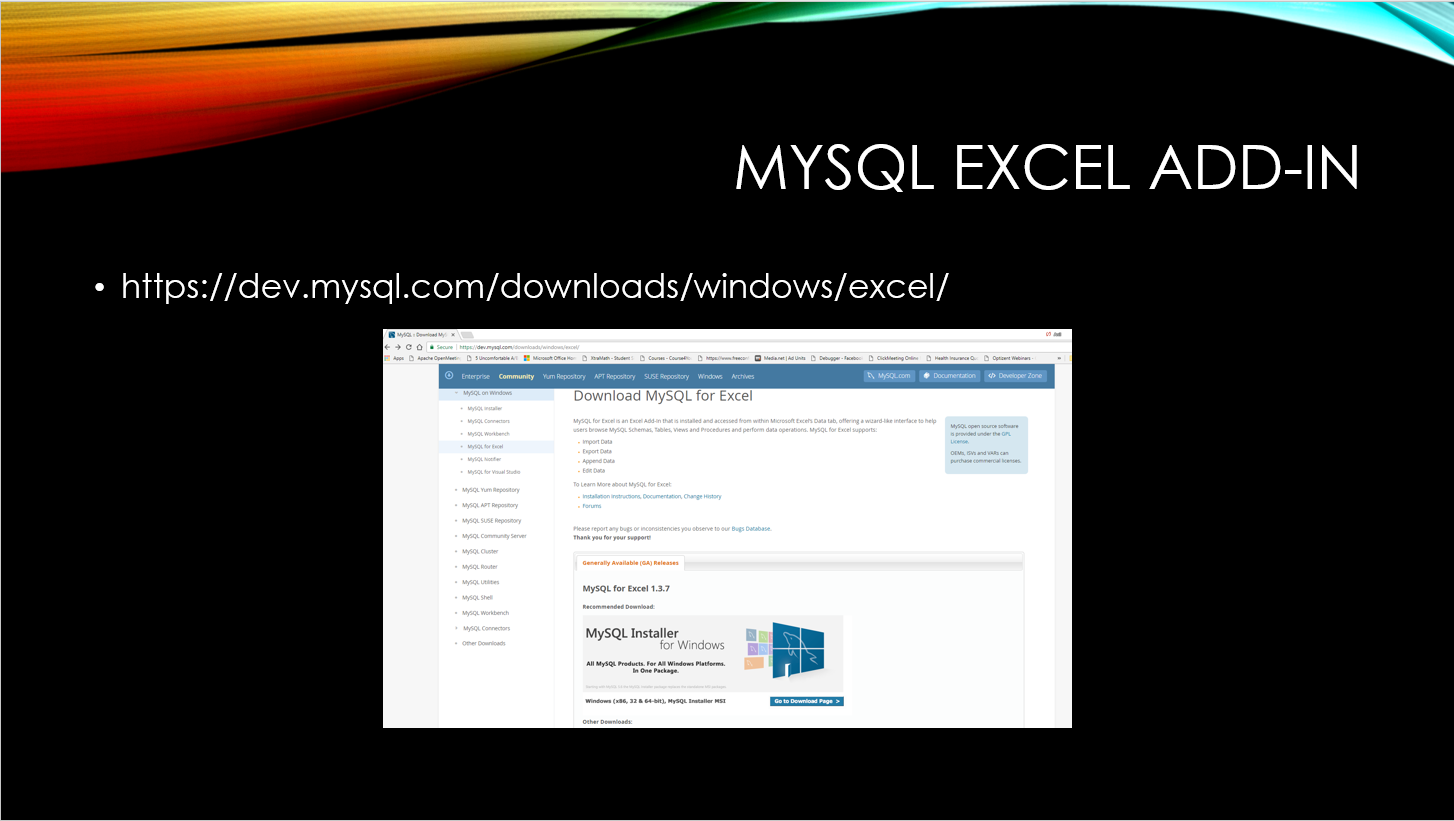 MYSQL EXCEL ADD-IN
• https://dev.mysql.com/downloads/windows/excel/
MySQL :: Download My
Secure https://dev.mysql.com/downloads/windows/excel/
Apps Apache OpenMeeti 5 Uncomfortable A Microsoft Office Ho XtraMath - Student Courses - Course https://www.freecon Media.net | Ad Units Debugger - Facebo ClickMeeting Online Health Insurance Qu Optizent Webinars -
Enterprise Community Yum Repository APT Repository SUSE Repository Windows Archives MySQL.com Documentation Developer Zone
MySQL on Windows
MySQL Installer
MySQL Connectors
MySQL Workbench
MySQL for Excel
MySQL Notifier
MySQL for Visual Studio
MySQL Yum Repository
MySQL APT Repository
MySQL SUSE Repository
MySQL Community Server
MySQL Cluster
MySQL Router
MySQL Utilities
MySQL Shell
MySQL Workbench
MySQL Connectors
Other Downloads
Download MySQL for Excel
MySQL for Excel is an Excel Add-In that is installed and accessed from within Microsoft Excel's Data tab, offering a wizard-like interface to help
users browse MySQL Schemas, Tables, Views and Procedures and perform data operations. MySQL for Excel supports:
Import Data
Export Data
Append Data
Edit Data
To Learn More about MySQL for Excel:
Installation Instructions, Documentation, Change History
Forums
Please report any bugs or inconsistencies you observe to our Bugs Database.
Thank you for your support!
MySQL open source software
is provided under the GPL
License.
OEMs, ISVs and VARs can
purchase commercial licenses.
Generally Available (GA) Releases
MySQL for Excel 1.3.7
Recommended Download:
MySQL Installer
for Windows
All MySQL Products. For All Windows Platforms.
In One Package.
Windows (x86, 32 & 64-bit), MySQL Installer MSI
Go to Download Page >
Other Downloads: